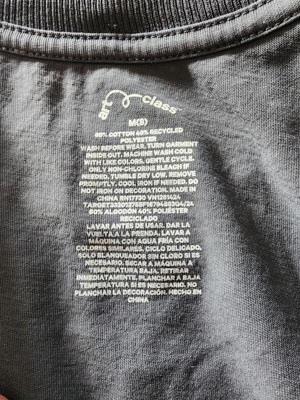 art class™
M(8)
60% COTTON 40% RECYCLED
POLYESTER
WASH BEFORE WEAR. TURN GARMENT
INSIDE OUT. MACHINE WASH COLD
WITH LIKE COLORS. GENTLE CYCLE.
ONLY NON-CHLORINE BLEACH IF
NEEDED. TUMBLE DRY LOW. REMOVE
PROMPTLY. COOL IRON IF NEEDED. DO
NOT IRON ON DECORATION. MADE IN
CHINA RN17730 VN1281424
60% ALGODÓN 40% POLIÉSTER
RECICLADO
LAVAR ANTES DE USAR. DAR LA
VUELTA A LA PRENDA. LAVAR A
MÁQUINA CON AGUA FRÍA CON
COLORES SIMILARES. CICLO DELICADO.
SOLO BLANQUEADOR SIN CLORO SI ES
NECESARIO. SECAR A MÁQUINA A
TEMPERATURA BAJA. RETIRAR
INMEDIATAMENTE. PLANCHAR A BAJA
TEMPERATURA SI ES NECESARIO. NO
PLANCHAR LA DECORACIÓN. HECHO EN
CHINA